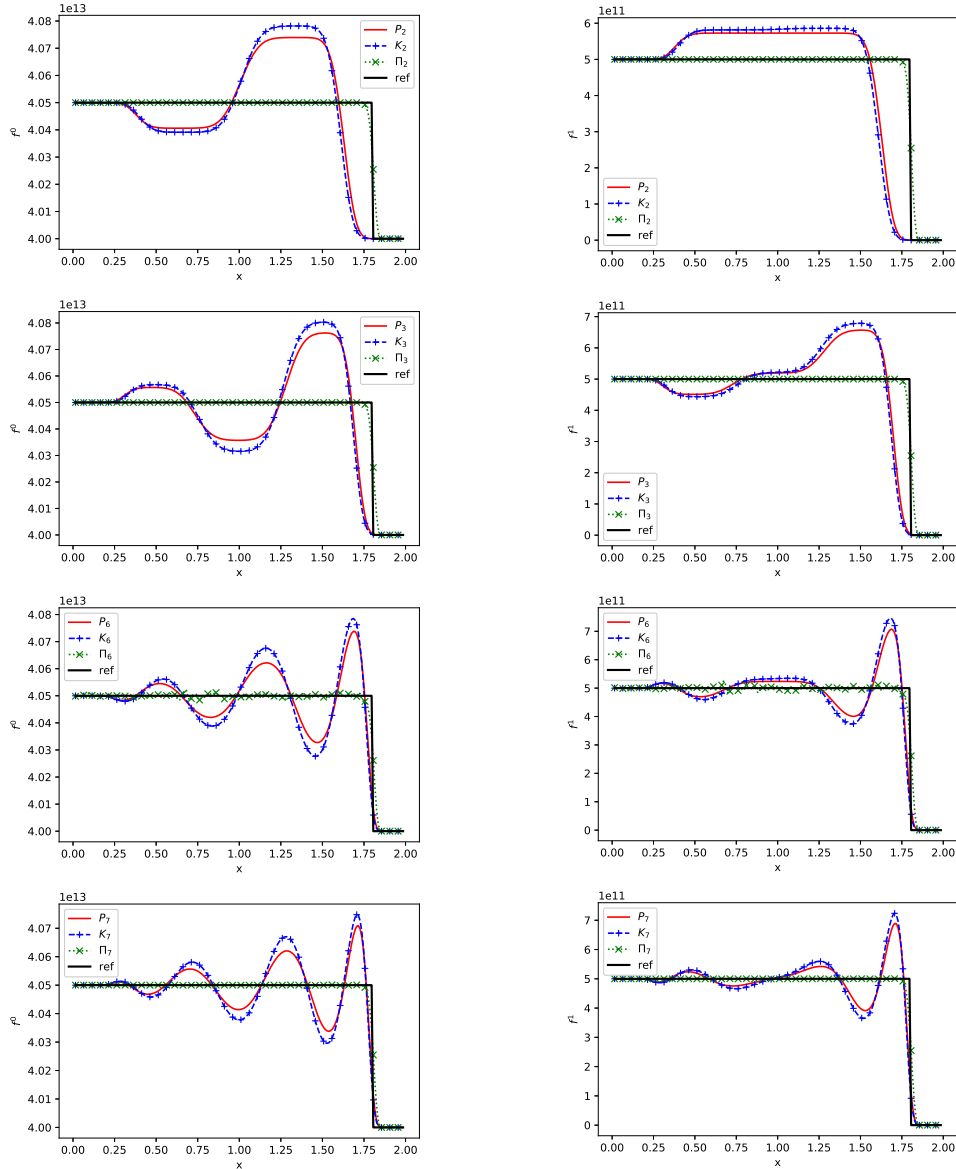 1e13
4.08
4.07
4.06
4.05
4.04
4.03
4.02
4.01
4.00
f⁰
0.00 0.25 0.50 0.75 1.00 1.25 1.50 1.75 2.00
x
P₂
K₂
Π₂
ref
1e11
6
5
4
3
2
1
0
f¹
0.00 0.25 0.50 0.75 1.00 1.25 1.50 1.75 2.00
x
P₂
K₂
Π₂
ref
1e13
4.08
4.07
4.06
4.05
4.04
4.03
4.02
4.01
4.00
f⁰
0.00 0.25 0.50 0.75 1.00 1.25 1.50 1.75 2.00
x
P₃
K₃
Π₃
ref
1e11
7
6
5
4
3
2
1
0
f¹
0.00 0.25 0.50 0.75 1.00 1.25 1.50 1.75 2.00
x
P₃
K₃
Π₃
ref
1e13
4.08
4.07
4.06
4.05
4.04
4.03
4.02
4.01
4.00
f⁰
0.00 0.25 0.50 0.75 1.00 1.25 1.50 1.75 2.00
x
P₆
K₆
Π₆
ref
1e11
7
6
5
4
3
2
1
0
f¹
0.00 0.25 0.50 0.75 1.00 1.25 1.50 1.75 2.00
x
P₆
K₆
Π₆
ref
1e13
4.07
4.06
4.05
4.04
4.03
4.02
4.01
4.00
f⁰
0.00 0.25 0.50 0.75 1.00 1.25 1.50 1.75 2.00
x
P₇
K₇
Π₇
ref
1e11
7
6
5
4
3
2
1
0
f¹
0.00 0.25 0.50 0.75 1.00 1.25 1.50 1.75 2.00
x
P₇
K₇
Π₇
ref